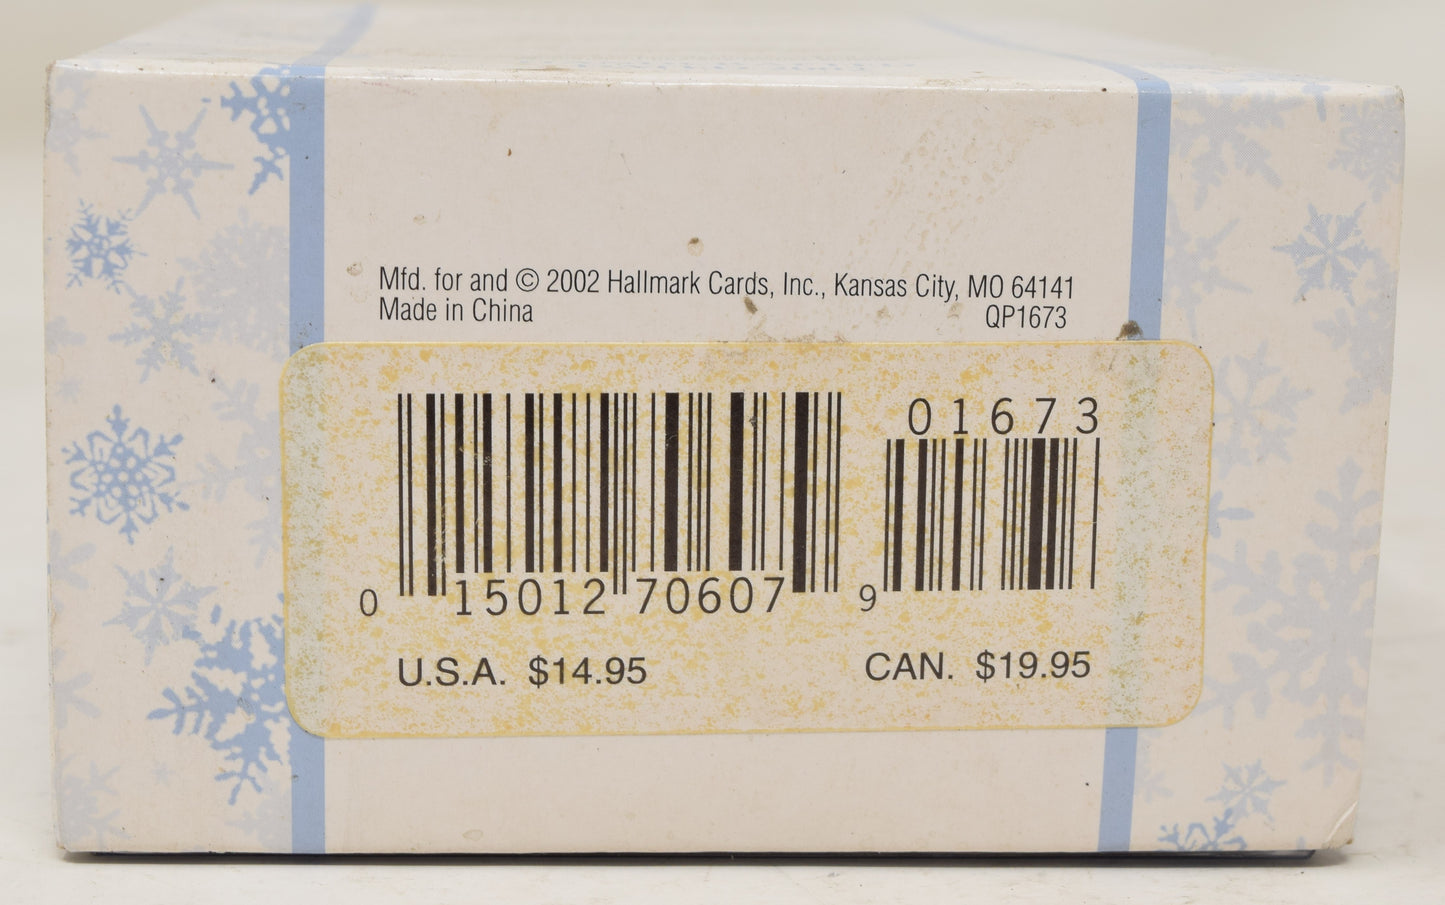 Mfd. for and © 2002 Hallmark Cards, Inc., Kansas City, MO 64141
Made in China QP1673
01673
0 15012 70607 9
U.S.A. $14.95 CAN. $19.95